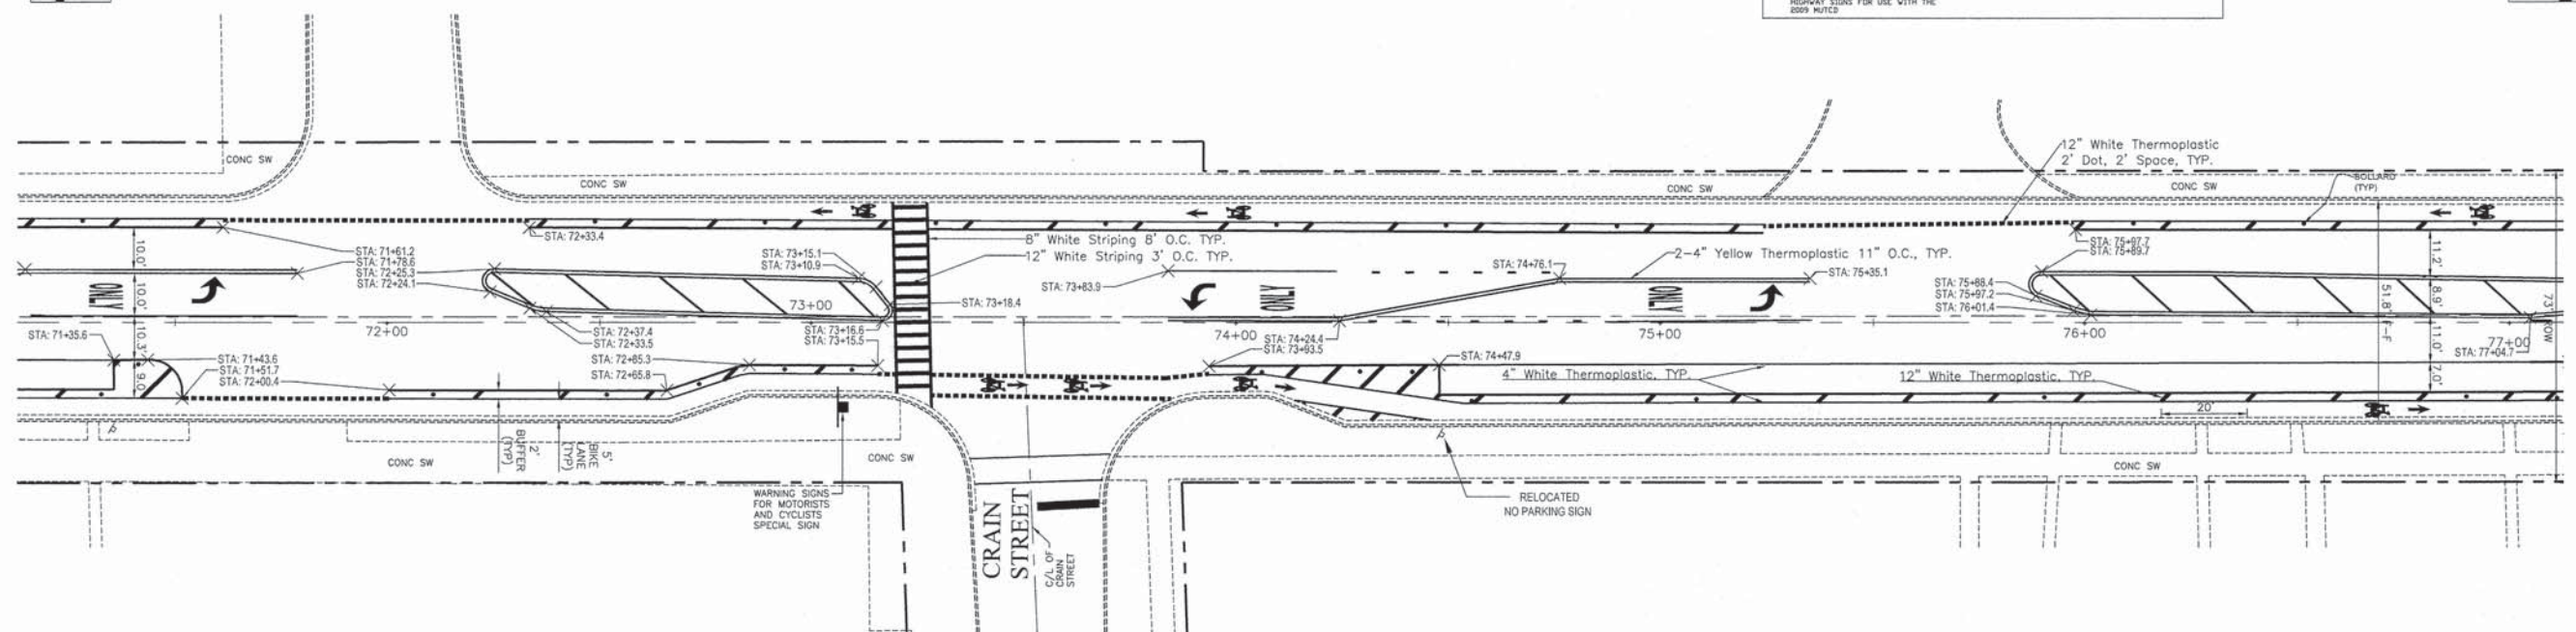 HIGHWAY SIGNS FOR USE WITH THE
2009 MUTCD
CONC SW
CONC SW
CONC SW
CONC SW
12" White Thermoplastic
2' Dot, 2' Space, TYP.
BOLLARD
(TYP)
10.0'
10.0'
10.3'
9.0'
ONLY
STA: 71+61.2
STA: 71+78.6
STA: 72+25.3
STA: 72+24.1
STA: 72+33.4
STA: 73+15.1
STA: 73+10.9
8" White Striping 8' O.C. TYP.
12" White Striping 3' O.C. TYP.
STA: 73+83.9
STA: 74+76.1
2-4" Yellow Thermoplastic 11" O.C., TYP.
STA: 75+35.1
STA: 75+97.7
STA: 75+89.7
STA: 75+88.4
STA: 75+97.2
STA: 76+01.4
11.2'
8.9'
11.0'
7.0'
51.8' F-F
73'
ROW
ONLY
ONLY
73+00
STA: 73+18.4
72+00
74+00
75+00
76+00
77+00
STA: 77+04.7
STA: 71+35.6
STA: 71+43.6
STA: 71+51.7
STA: 72+00.4
STA: 72+37.4
STA: 72+33.5
STA: 73+16.6
STA: 73+15.5
STA: 72+85.3
STA: 72+65.8
STA: 74+24.4
STA: 73+93.5
STA: 74+47.9
4" White Thermoplastic, TYP.
12" White Thermoplastic, TYP.
20'
2'
BUFFER
(TYP)
5'
BIKE
LANE
(TYP)
CONC SW
CONC SW
CONC SW
WARNING SIGNS
FOR MOTORISTS
AND CYCLISTS
SPECIAL SIGN
CRAIN
STREET
C/L OF
CRAIN
STREET
RELOCATED
NO PARKING SIGN